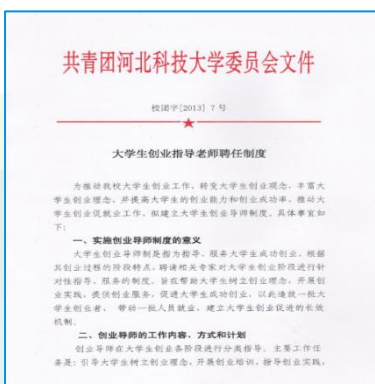 共青团河北科技大学委员会文件
校团字[2013] 7 号
大学生创业指导老师聘任制度
为推动我校大学生创业工作，转变大学生创业观念，丰富大
学生创业理念，并提高大学生的创业能力和创业成功率，推动大
学生创业促就业工作，拟建立大学生创业导师制度，具体事宜如
下：
一、实施创业导师制度的意义
大学生创业导师制是指为指导、服务大学生成功创业，根据
其创业过程的阶段特点，聘请相关专家对大学生创业阶段进行针
对性指导、服务的制度。旨在帮助大学生树立创业理念，开展创
业实践，提供创业服务，促进大学生成功创业，以此造就一批大
学生创业者， 带动一批人员就业，建立大学生创业促进的长效
机制。
二、创业导师的工作内容、方式和计划
创业导师在大学生创业各阶段进行分类指导，主要工作任
务是：引导大学生树立创业理念，开展创业培训，指导创业实践，